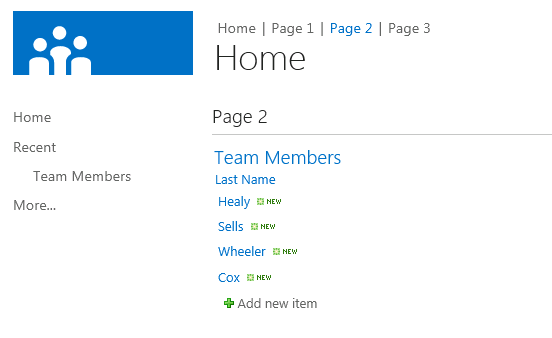 Home | Page 1 | Page 2 | Page 3
Home
Home
Recent
Team Members
More...
Page 2
Team Members
Last Name
Healy NEW
Sells NEW
Wheeler NEW
Cox NEW
Add new item